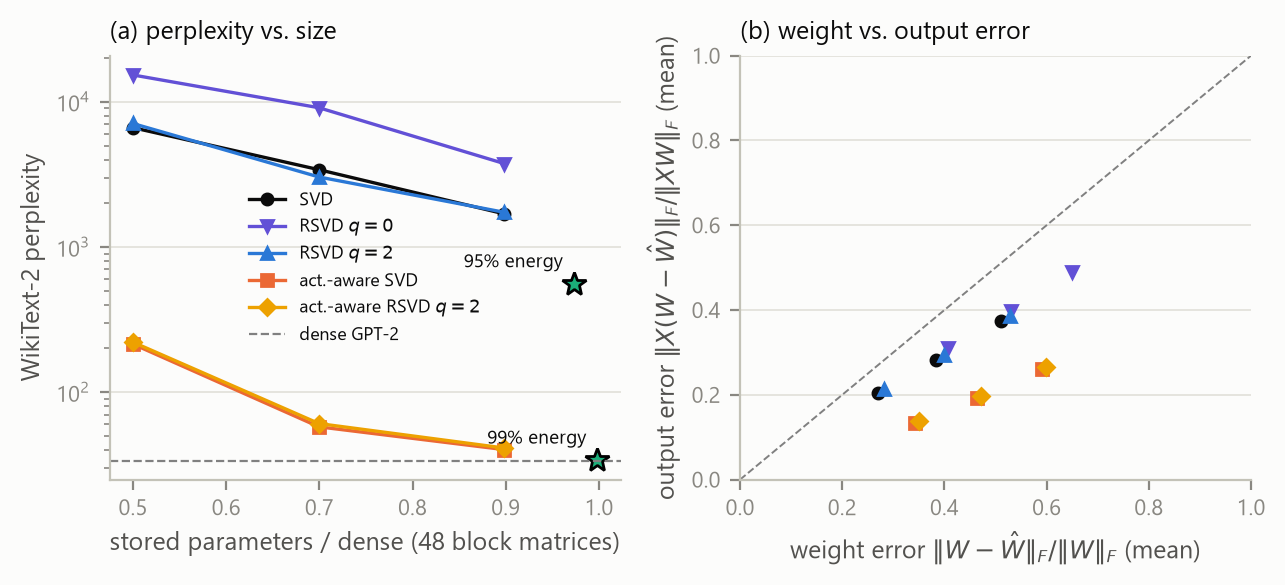 (a) perplexity vs. size
WikiText-2 perplexity
10⁴
10³
10²
SVD
RSVD q = 0
RSVD q = 2
act.-aware SVD
act.-aware RSVD q = 2
dense GPT-2
95% energy
99% energy
0.5 0.6 0.7 0.8 0.9 1.0
stored parameters / dense (48 block matrices)
(b) weight vs. output error
output error ‖X(W − Ŵ)‖F/‖XW‖F (mean)
1.0
0.8
0.6
0.4
0.2
0.0
0.0 0.2 0.4 0.6 0.8 1.0
weight error ‖W − Ŵ‖F/‖W‖F (mean)